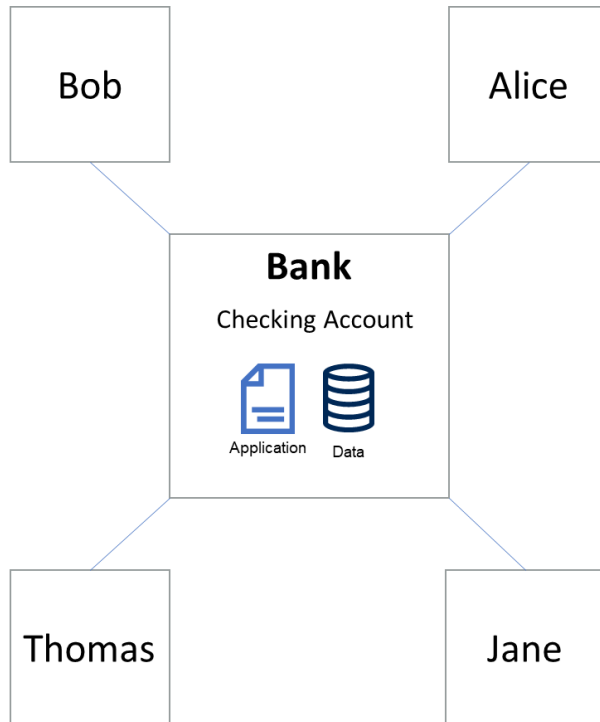 Bob
Alice
Bank
Checking Account
Application
Data
Thomas
Jane